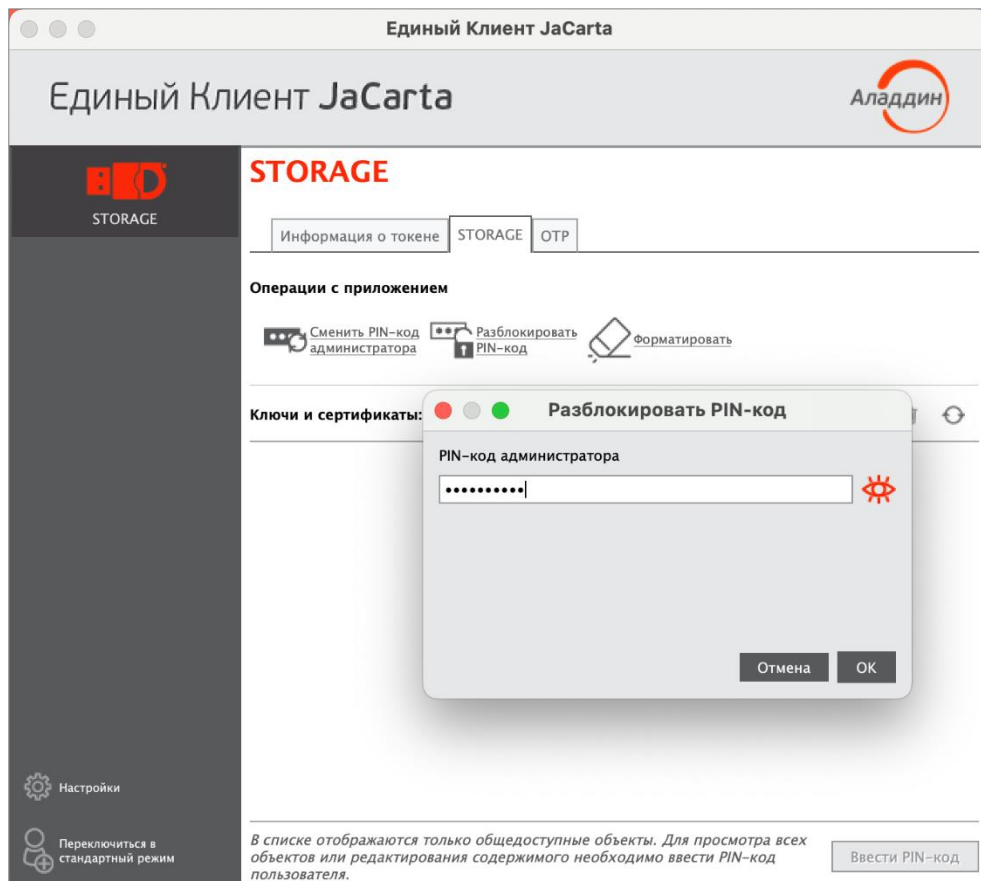 Единый Клиент JaCarta
Единый Клиент JaCarta
Аладдин
STORAGE
STORAGE
Информация о токене STORAGE OTP
Операции с приложением
Сменить PIN-код
администратора
Разблокировать
PIN-код
Форматировать
Ключи и сертификаты:
Разблокировать PIN-код
PIN-код администратора
••••••••••
Отмена OK
Настройки
Переключиться в
стандартный режим
В списке отображаются только общедоступные объекты. Для просмотра всех
объектов или редактирования содержимого необходимо ввести PIN-код
пользователя.
Ввести PIN-код